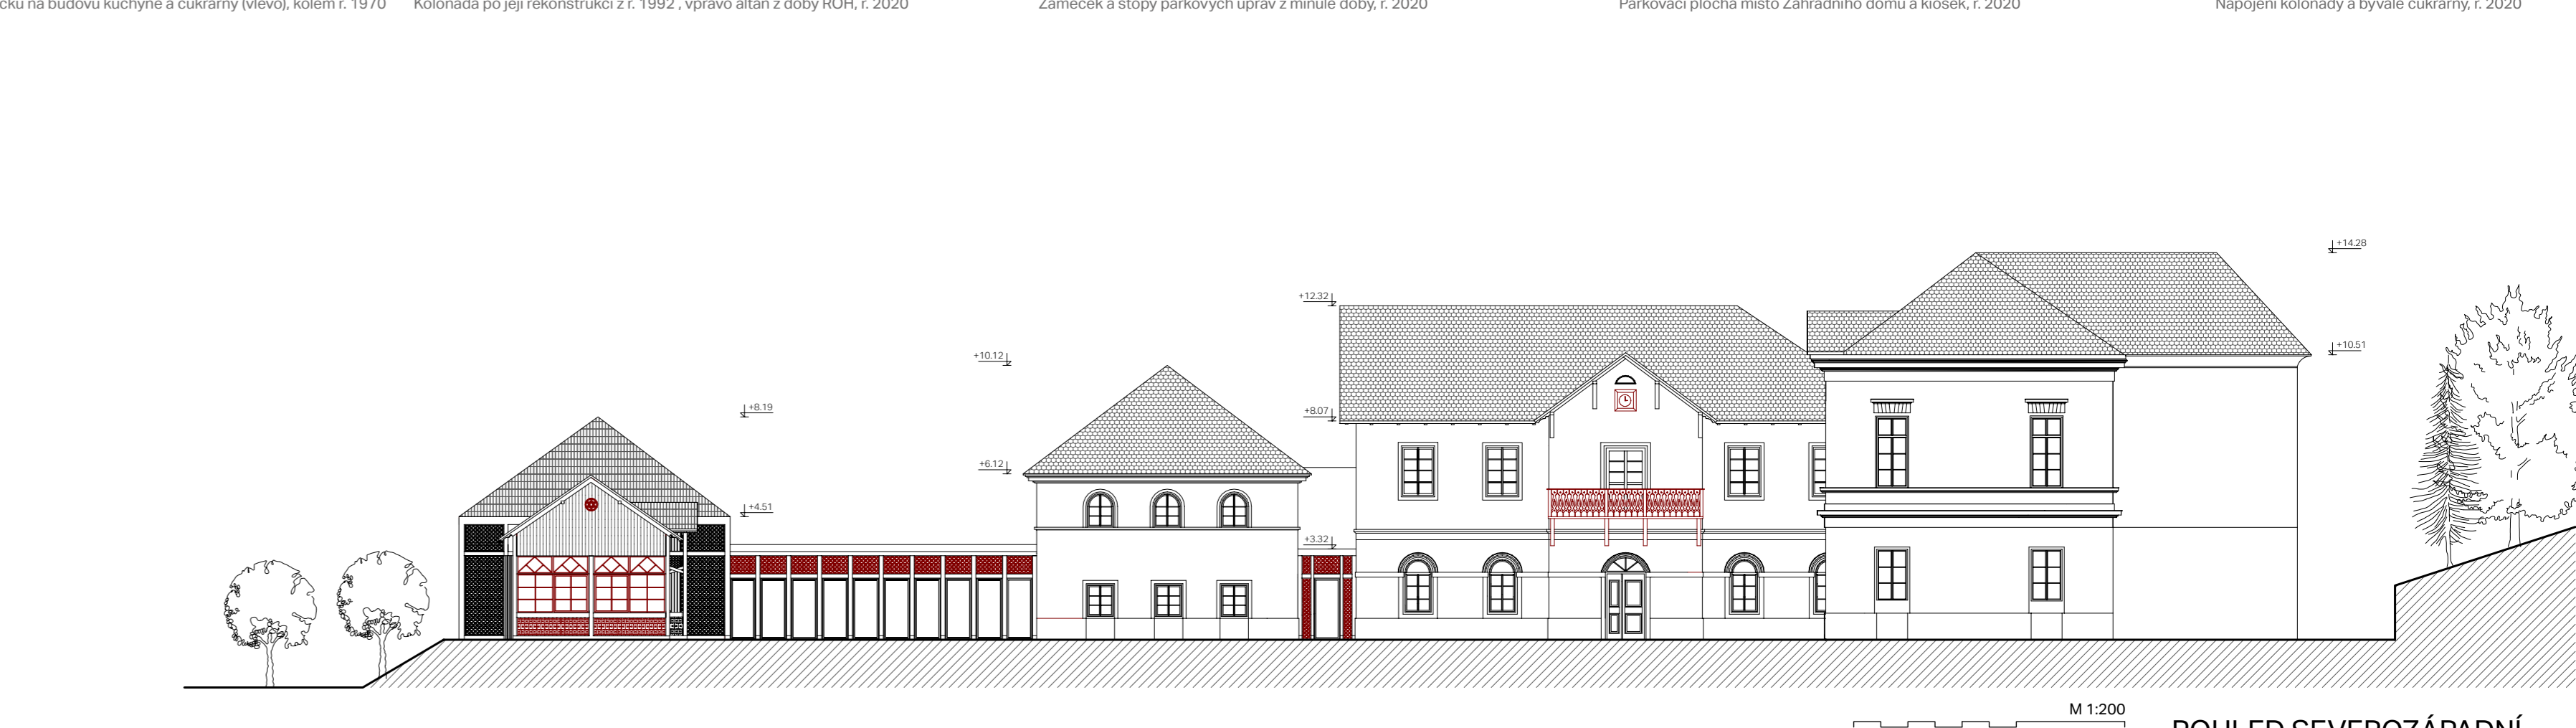 na budovu kuchyně a cukrárny (vlevo), kolem r. 1970
Kolonáda po její rekonstrukci z r. 1992 , vpravo altán z doby ROH, r. 2020
Zámeček a stopy parkových úprav z minulé doby, r. 2020
Parkovací plocha místo Zahradního domu a kiosek, r. 2020
Napojení kolonády a bývalé cukrárny, r. 2020
+14.28
+12.32
+10.51
+10.12
+8.19
+8.07
+6.12
+4.51
+3.32
M 1:200
POHLED SEVEROZÁPADNÍ